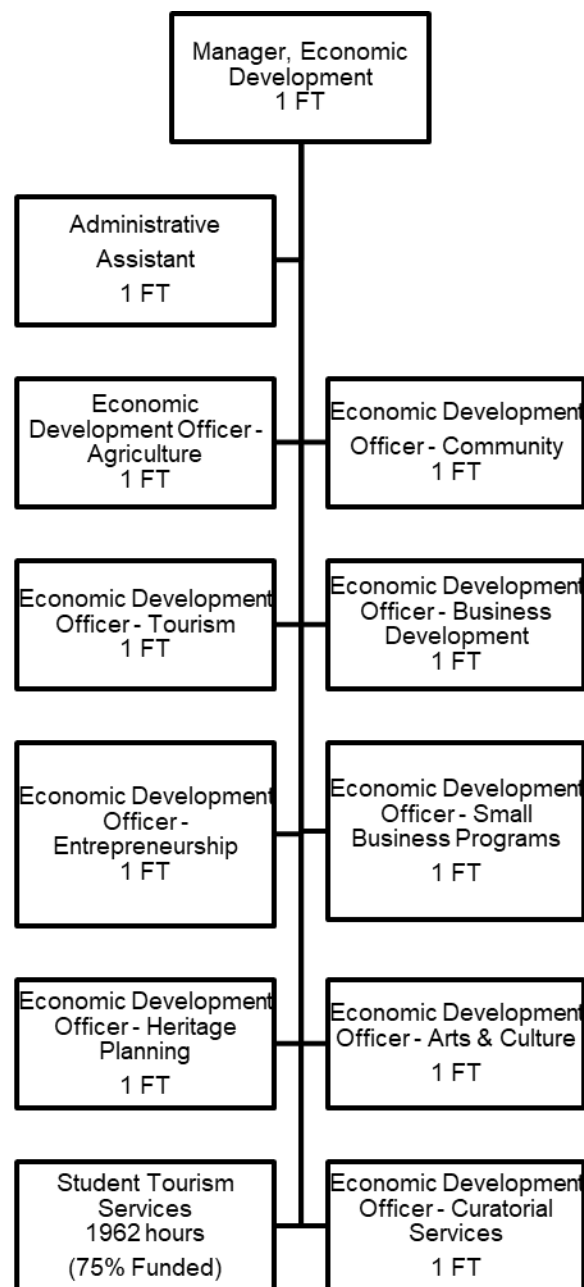 Manager, Economic
Development
1 FT
Administrative
Assistant
1 FT
Economic
Development Officer -
Agriculture
1 FT
Economic Development
Officer - Community
1 FT
Economic Development
Officer - Tourism
1 FT
Economic Development
Officer - Business
Development
1 FT
Economic Development
Officer -
Entrepreneurship
1 FT
Economic Development
Officer - Small
Business Programs
1 FT
Economic Development
Officer - Heritage
Planning
1 FT
Economic Development
Officer - Arts & Culture
1 FT
Student Tourism
Services
1962 hours
(75% Funded)
Economic Development
Officer - Curatorial
Services
1 FT